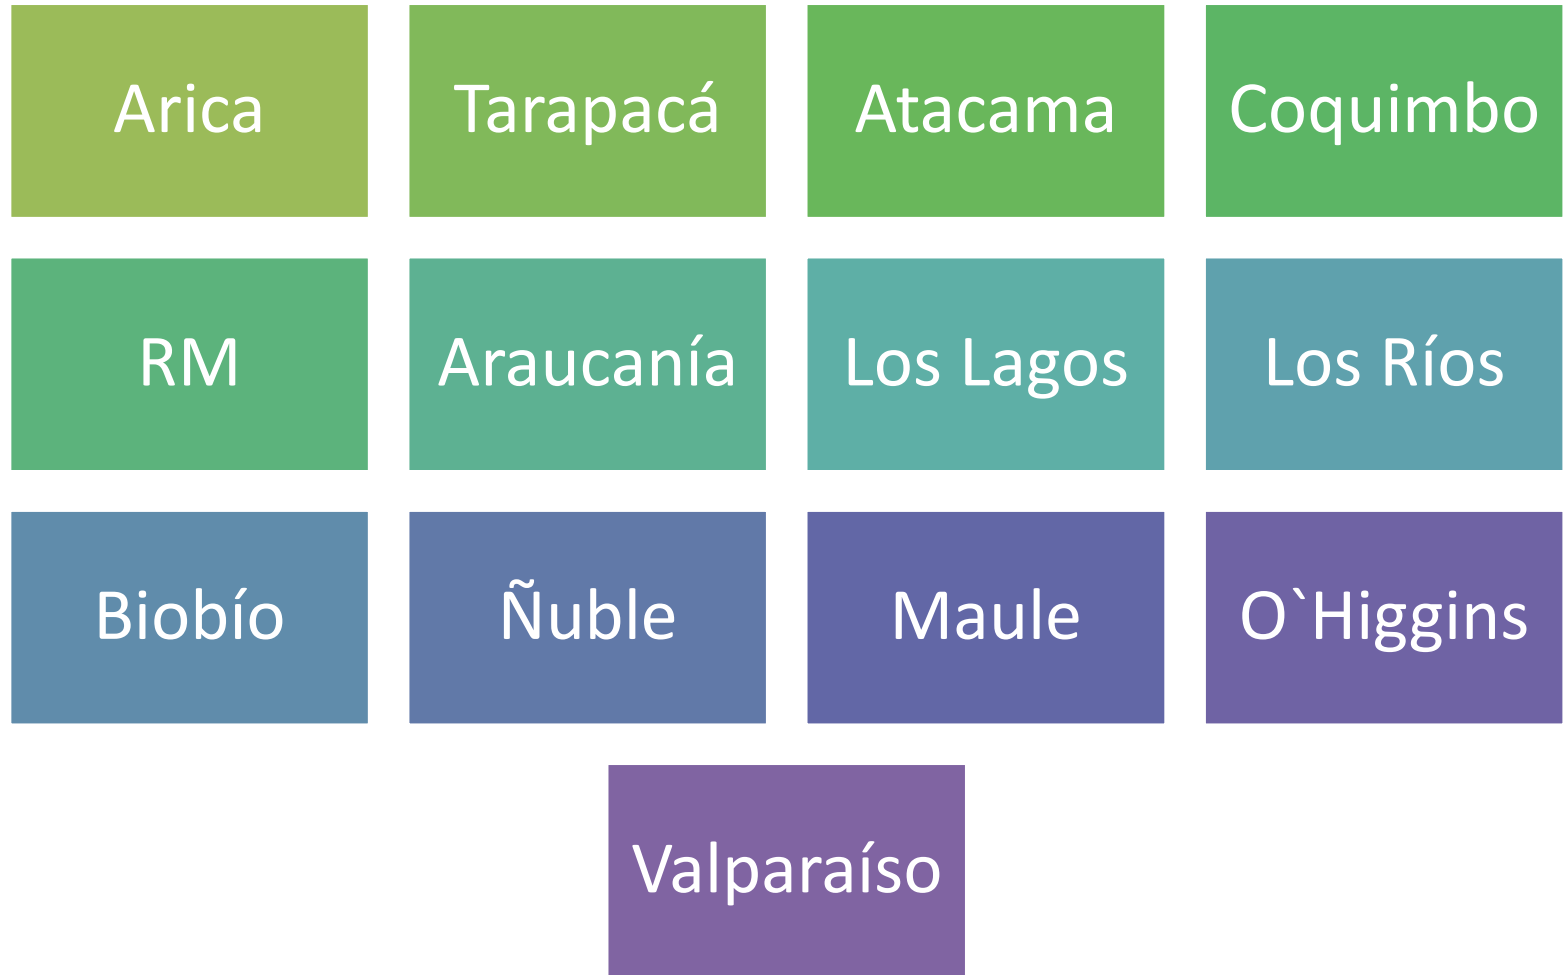 Arica
Tarapacá
Atacama
Coquimbo
RM
Araucanía
Los Lagos
Los Ríos
Biobío
Ñuble
Maule
O`Higgins
Valparaíso